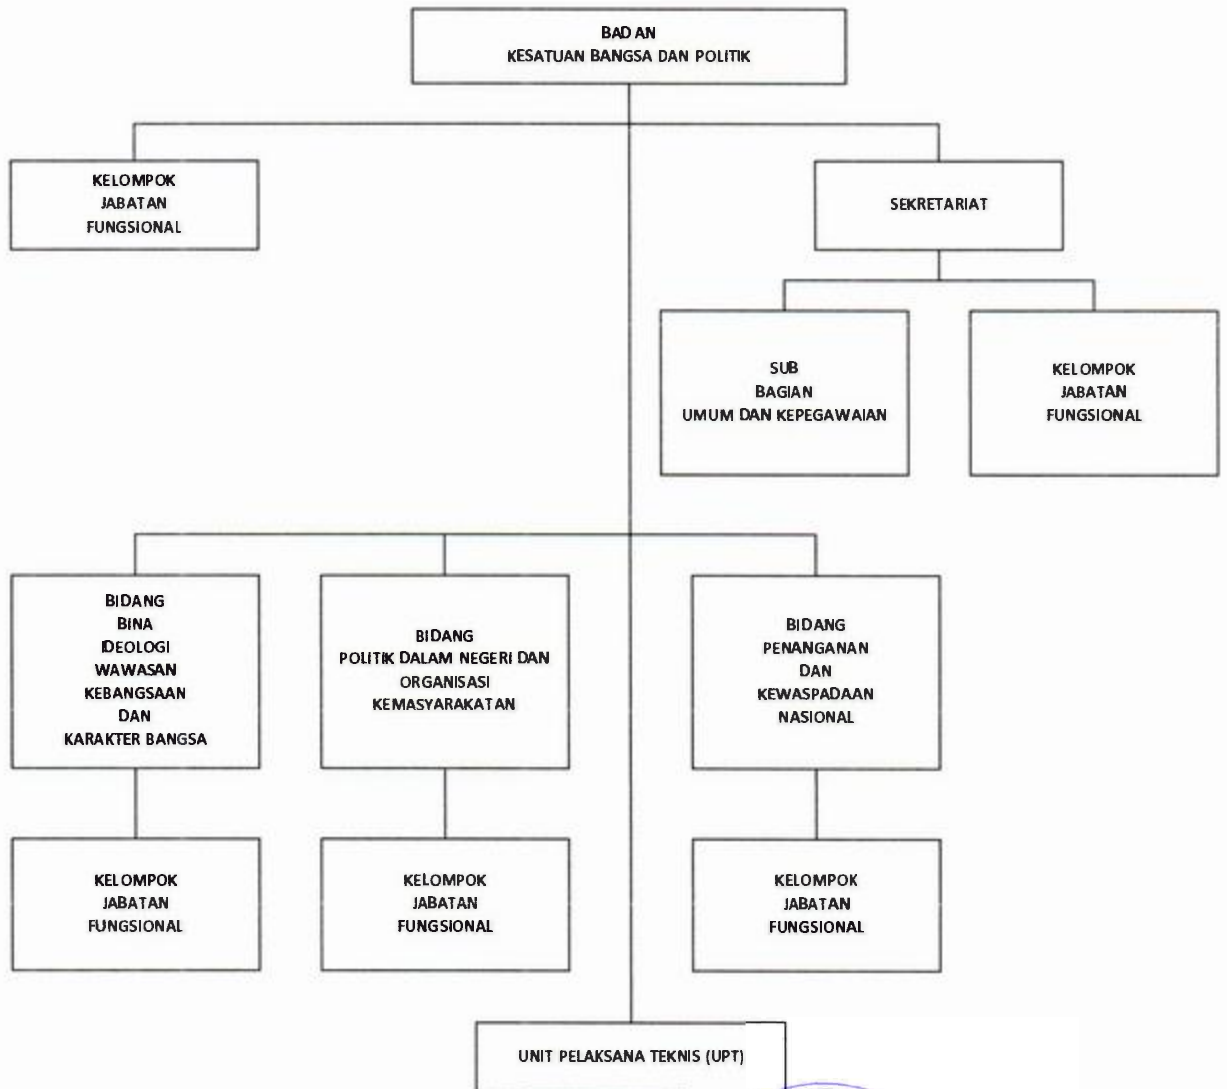 BADAN
KESATUAN BANGSA DAN POLITIK
KELOMPOK
JABATAN
FUNGSIONAL
SEKRETARIAT
SUB
BAGIAN
UMUM DAN KEPEGAWAIAN
KELOMPOK
JABATAN
FUNGSIONAL
BIDANG
BINA
IDEOLOGI
WAWASAN
KEBANGSAAN
DAN
KARAKTER BANGSA
BIDANG
POLITIK DALAM NEGERI DAN
ORGANISASI
KEMASYARAKATAN
BIDANG
PENANGANAN
DAN
KEWASPADAAN
NASIONAL
KELOMPOK
JABATAN
FUNGSIONAL
KELOMPOK
JABATAN
FUNGSIONAL
KELOMPOK
JABATAN
FUNGSIONAL
UNIT PELAKSANA TEKNIS (UPT)